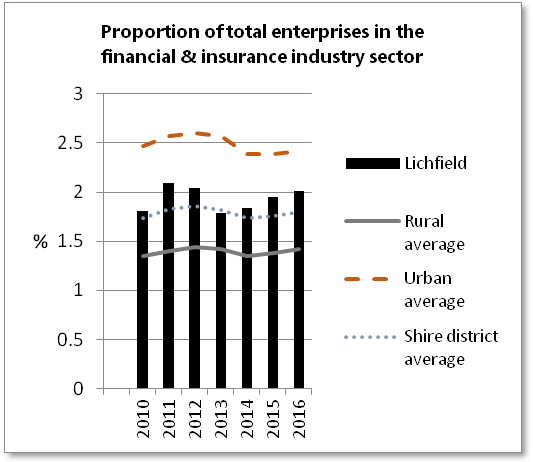 Proportion of total enterprises in the
financial & insurance industry sector
3
2.5
2
1.5
1
0.5
0
%
2010
2011
2012
2013
2014
2015
2016
Lichfield
Rural
average
Urban
average
Shire district
average